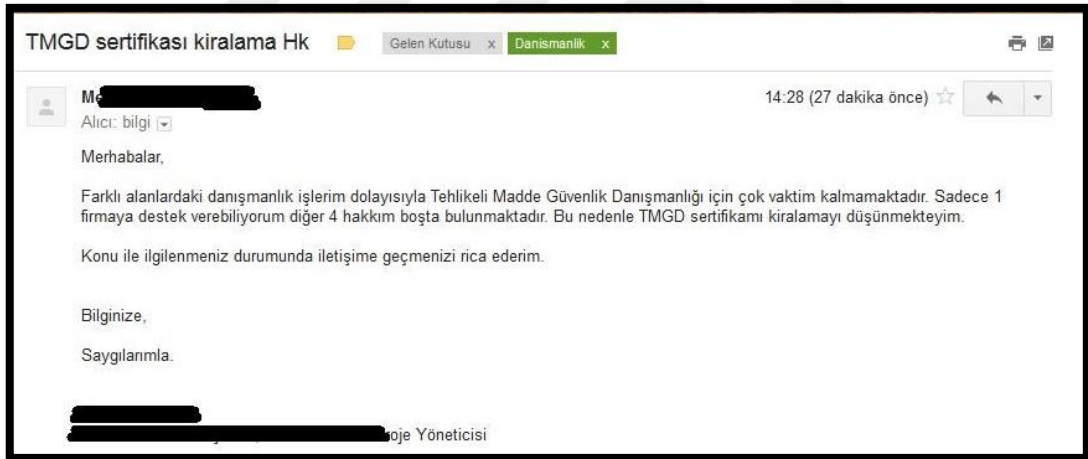 TMGD sertifikası kiralama Hk
Gelen Kutusu x
Danismanlik x
14:28 (27 dakika önce)
Alıcı: bilgi
Merhabalar,
Farklı alanlardaki danışmanlık işlerim dolayısıyla Tehlikeli Madde Güvenlik Danışmanlığı için çok vaktim kalmamaktadır. Sadece 1
firmaya destek verebiliyorum diğer 4 hakkım boşta bulunmaktadır. Bu nedenle TMGD sertifikamı kiralamayı düşünmekteyim.
Konu ile ilgilenmeniz durumunda iletişime geçmenizi rica ederim.
Bilginize,
Saygılarımla.
Yöneticisi